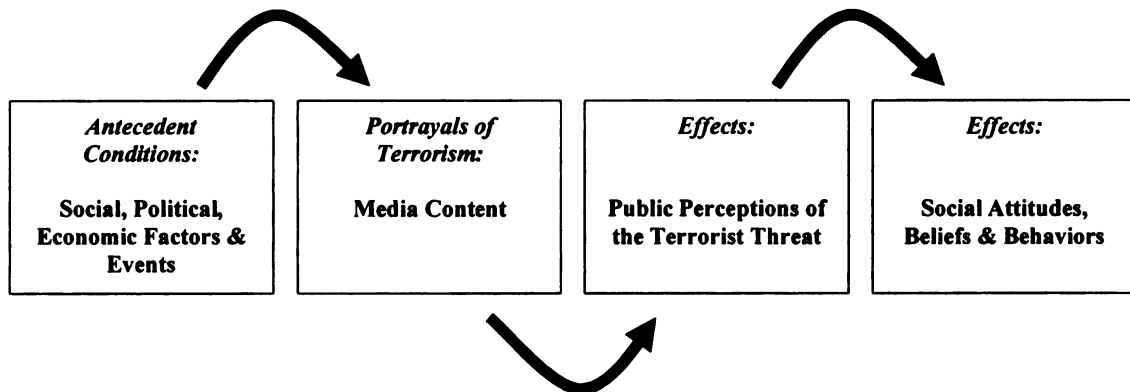 Antecedent
Conditions:
Social, Political,
Economic Factors &
Events
Portrayals of
Terrorism:
Media Content
Effects:
Public Perceptions of
the Terrorist Threat
Effects:
Social Attitudes,
Beliefs & Behaviors